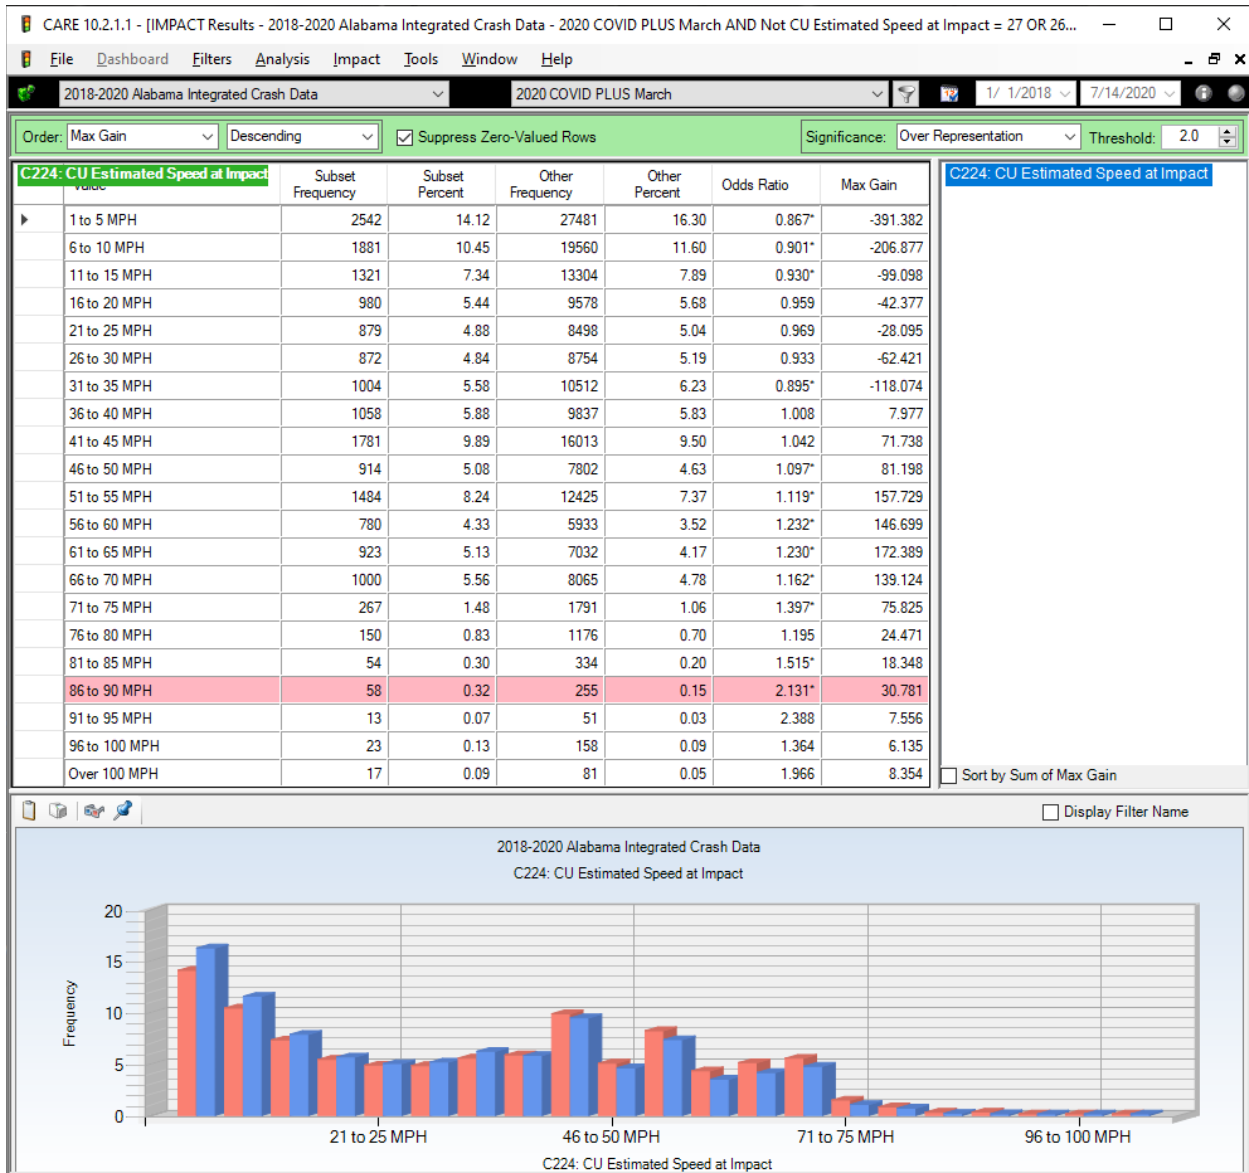 CARE 10.2.1.1 - [IMPACT Results - 2018-2020 Alabama Integrated Crash Data - 2020 COVID PLUS March AND Not CU Estimated Speed at Impact = 27 OR 26...
File Dashboard Filters Analysis Impact Tools Window Help
2018-2020 Alabama Integrated Crash Data 2020 COVID PLUS March 1/ 1/2018 7/14/2020
Order: Max Gain Descending Suppress Zero-Valued Rows Significance: Over Representation Threshold: 2.0
C224: CU Estimated Speed at Impact Subset Frequency Subset Percent Other Frequency Other Percent Odds Ratio Max Gain C224: CU Estimated Speed at Impact
1 to 5 MPH 2542 14.12 27481 16.30 0.867* -391.382
6 to 10 MPH 1881 10.45 19560 11.60 0.901* -206.877
11 to 15 MPH 1321 7.34 13304 7.89 0.930* -99.098
16 to 20 MPH 980 5.44 9578 5.68 0.959 -42.377
21 to 25 MPH 879 4.88 8498 5.04 0.969 -28.095
26 to 30 MPH 872 4.84 8754 5.19 0.933 -62.421
31 to 35 MPH 1004 5.58 10512 6.23 0.895* -118.074
36 to 40 MPH 1058 5.88 9837 5.83 1.008 7.977
41 to 45 MPH 1781 9.89 16013 9.50 1.042 71.738
46 to 50 MPH 914 5.08 7802 4.63 1.097* 81.198
51 to 55 MPH 1484 8.24 12425 7.37 1.119* 157.729
56 to 60 MPH 780 4.33 5933 3.52 1.232* 146.699
61 to 65 MPH 923 5.13 7032 4.17 1.230* 172.389
66 to 70 MPH 1000 5.56 8065 4.78 1.162* 139.124
71 to 75 MPH 267 1.48 1791 1.06 1.397* 75.825
76 to 80 MPH 150 0.83 1176 0.70 1.195 24.471
81 to 85 MPH 54 0.30 334 0.20 1.515* 18.348
86 to 90 MPH 58 0.32 255 0.15 2.131* 30.781
91 to 95 MPH 13 0.07 51 0.03 2.388 7.556
96 to 100 MPH 23 0.13 158 0.09 1.364 6.135
Over 100 MPH 17 0.09 81 0.05 1.966 8.354
Sort by Sum of Max Gain
Display Filter Name
2018-2020 Alabama Integrated Crash Data
C224: CU Estimated Speed at Impact
Frequency
20
15
10
5
0
21 to 25 MPH 46 to 50 MPH 71 to 75 MPH 96 to 100 MPH
C224: CU Estimated Speed at Impact